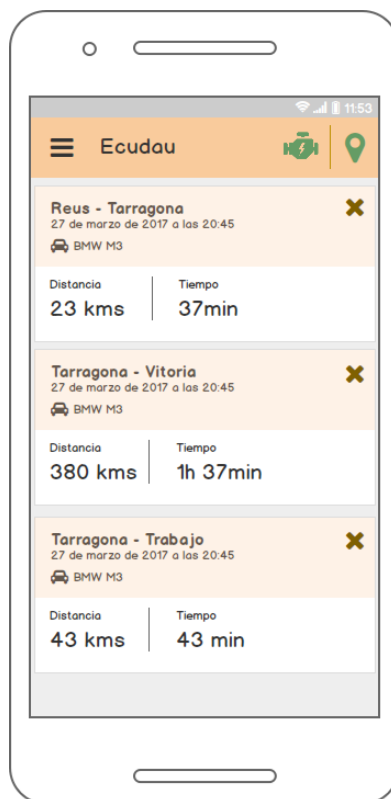 11:53
Ecudau
Reus - Tarragona
27 de marzo de 2017 a las 20:45
BMW M3
Distancia Tiempo
23 kms 37min
Tarragona - Vitoria
27 de marzo de 2017 a las 20:45
BMW M3
Distancia Tiempo
380 kms 1h 37min
Tarragona - Trabajo
27 de marzo de 2017 a las 20:45
BMW M3
Distancia Tiempo
43 kms 43 min